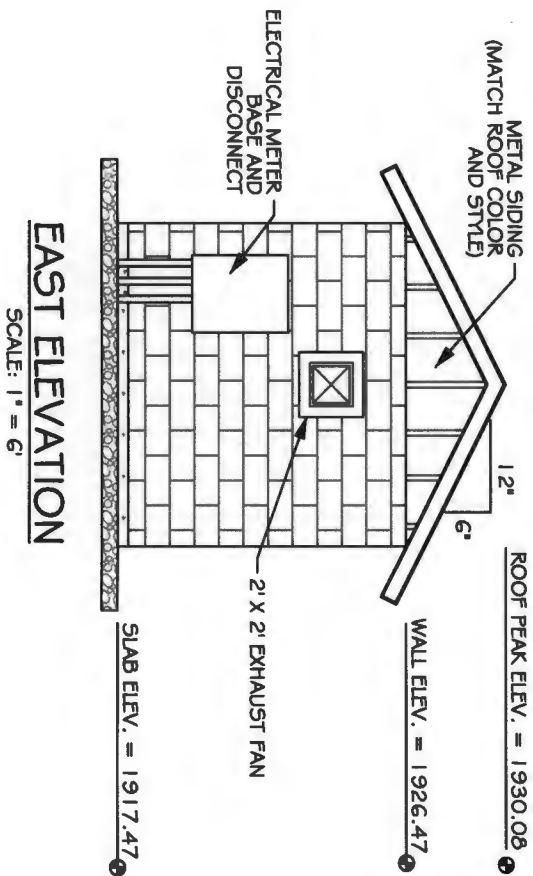 METAL SIDING
(MATCH ROOF COLOR
AND STYLE)
12"
6"
ROOF PEAK ELEV. = 1930.08
WALL ELEV. = 1926.47
ELECTRICAL METER
BASE AND
DISCONNECT
2' X 2' EXHAUST FAN
SLAB ELEV. = 1917.47
EAST ELEVATION
SCALE: 1" = 6'